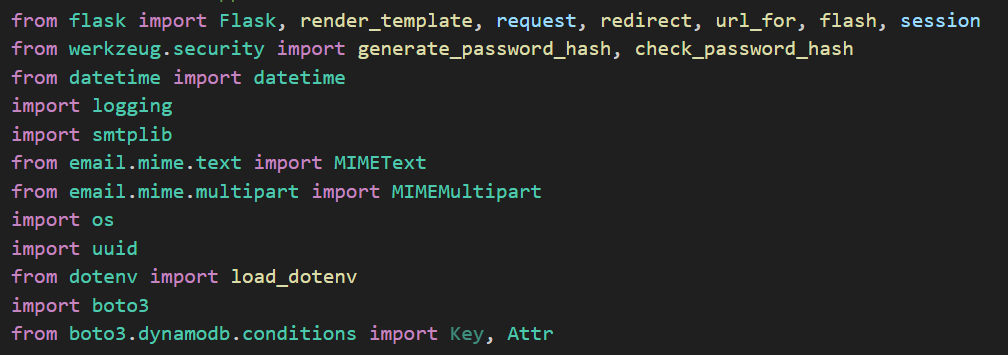 from flask import Flask, render_template, request, redirect, url_for, flash, session
from werkzeug.security import generate_password_hash, check_password_hash
from datetime import datetime
import logging
import smtplib
from email.mime.text import MIMEText
from email.mime.multipart import MIMEMultipart
import os
import uuid
from dotenv import load_dotenv
import boto3
from boto3.dynamodb.conditions import Key, Attr